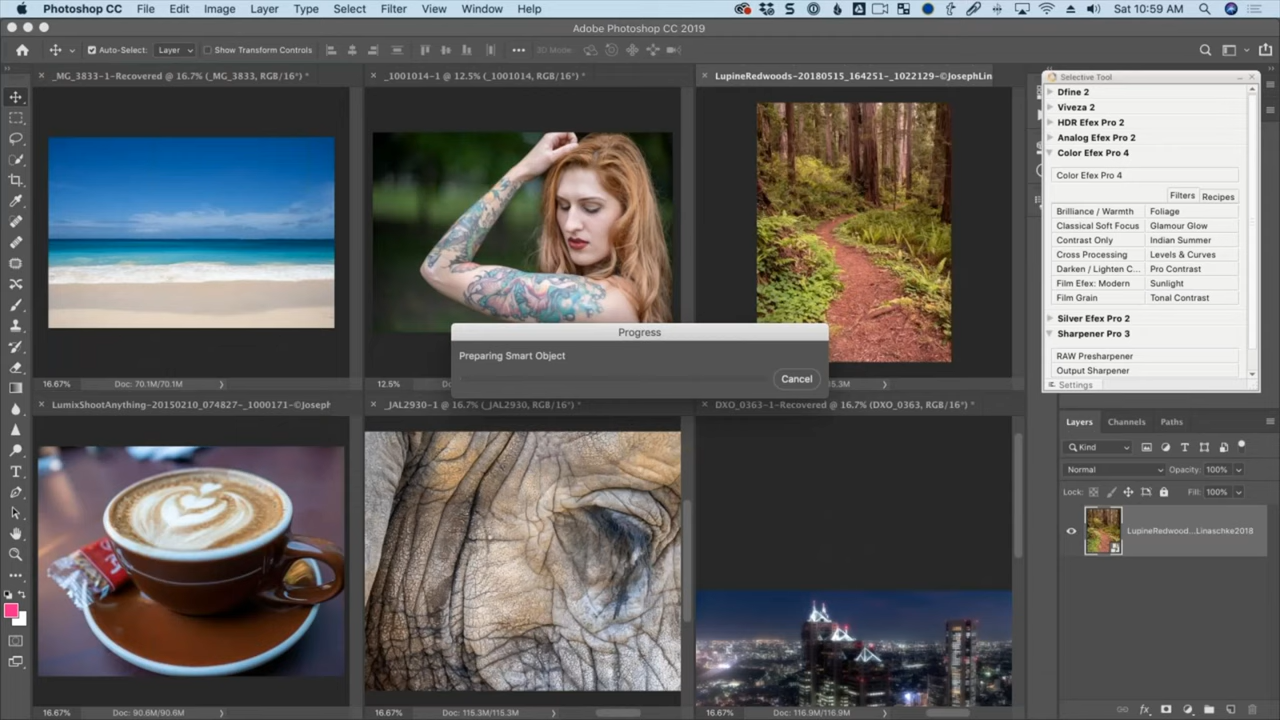 Photoshop CC File Edit Image Layer Type Select Filter View Window Help Sat 10:59 AM
Adobe Photoshop CC 2019
Auto-Select: Layer Show Transform Controls 3D Mode:
_MG_3833-1-Recovered @ 16.7% (_MG_3833, RGB/16*) *
_1001014-1 @ 12.5% (_1001014, RGB/16*) *
LupineRedwoods-20180515_164251-_1022129-©JosephLin
Selective Tool
Dfine 2
Viveza 2
HDR Efex Pro 2
Analog Efex Pro 2
Color Efex Pro 4
Color Efex Pro 4
Filters Recipes
Brilliance / Warmth Foliage
Classical Soft Focus Glamour Glow
Contrast Only Indian Summer
Cross Processing Levels & Curves
Darken / Lighten C... Pro Contrast
Film Efex: Modern Sunlight
Film Grain Tonal Contrast
Silver Efex Pro 2
Sharpener Pro 3
RAW Presharpener
Output Sharpener
Settings
Progress
Preparing Smart Object
Cancel
16.67% Doc: 70.1M/70.1M
12.5%
5.3M
LumixShootAnything-20150210_074827-_1000171-©Joseph
_JAL2930-1 @ 16.7% (_JAL2930, RGB/16*) *
DXO_0363-1-Recovered @ 16.7% (DXO_0363, RGB/16*) *
Layers Channels Paths
Kind
Normal Opacity: 100%
Lock: Fill: 100%
LupineRedwood...Linaschke2018
16.67% Doc: 90.6M/90.6M
16.67% Doc: 115.3M/115.3M
16.67% Doc: 116.9M/116.9M